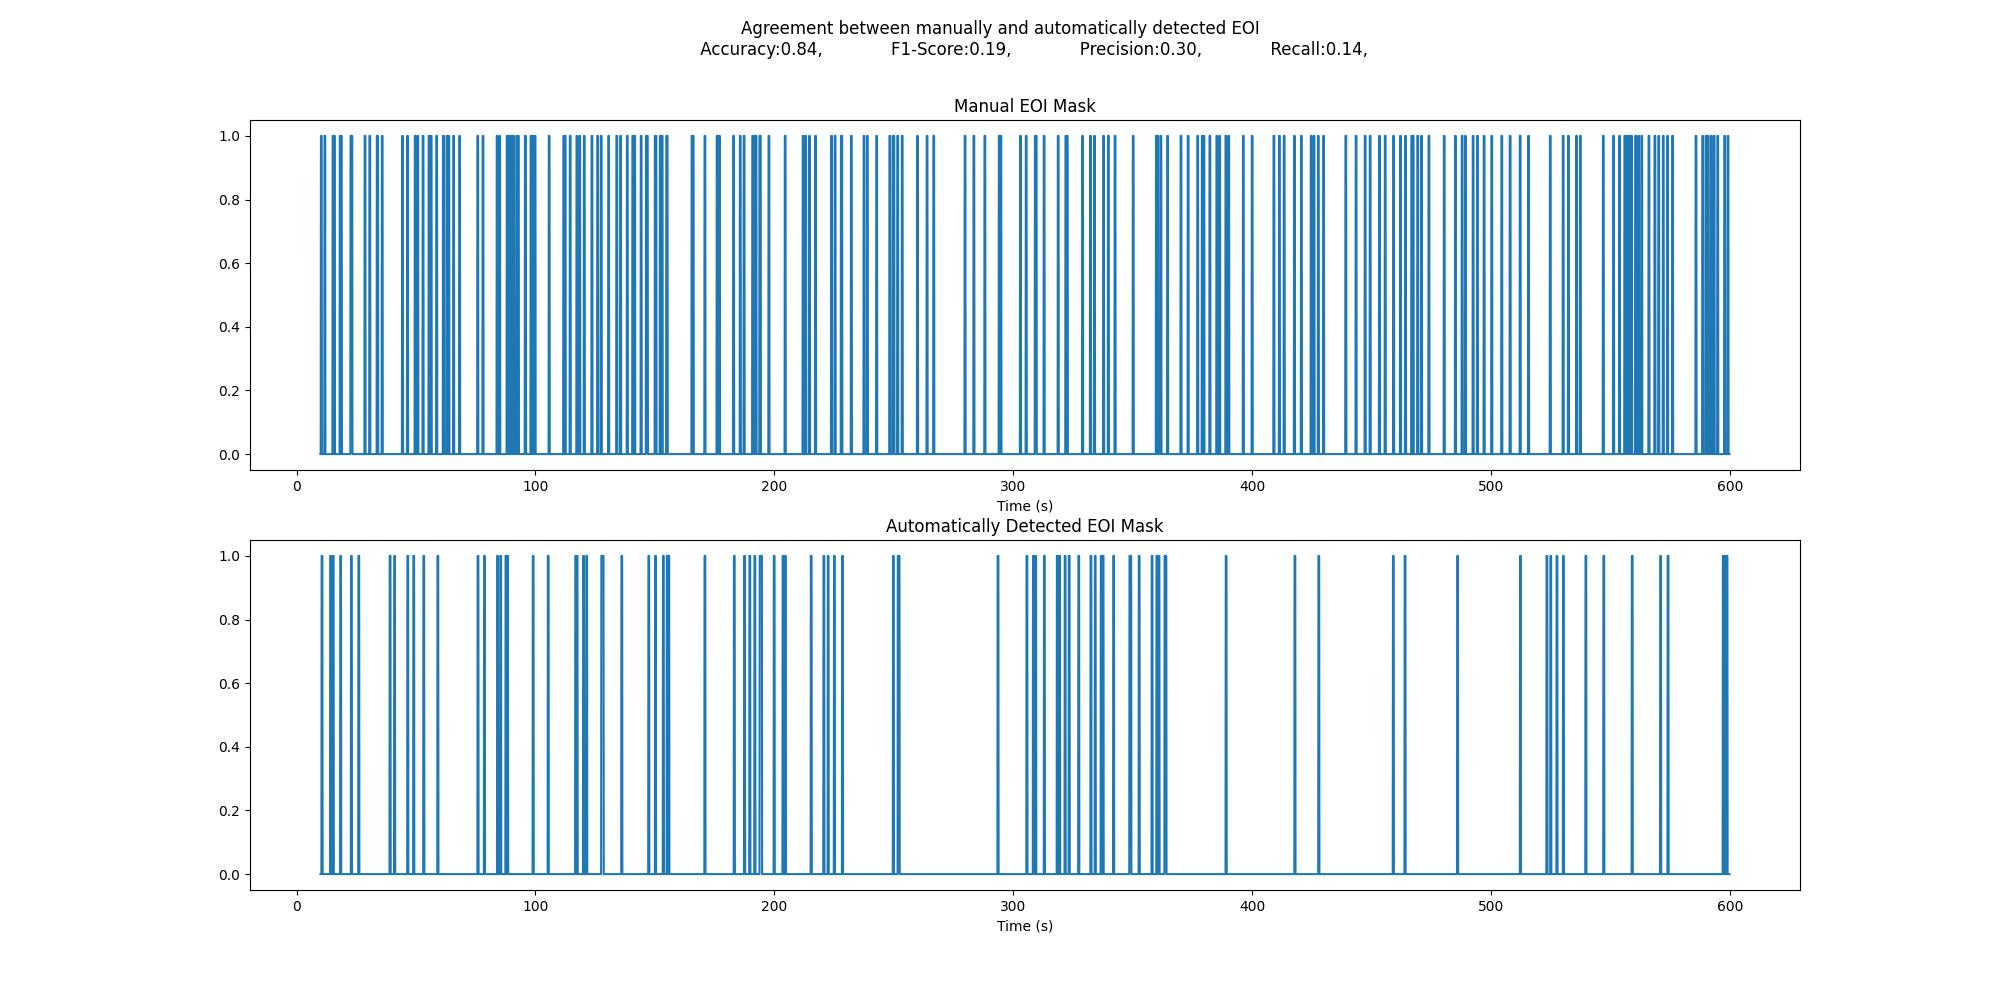 Agreement between manually and automatically detected EOI
Accuracy:0.84, F1-Score:0.19, Precision:0.30, Recall:0.14,
Manual EOI Mask
1.0
0.8
0.6
0.4
0.2
0.0
0 100 200 300 400 500 600
Time (s)
Automatically Detected EOI Mask
1.0
0.8
0.6
0.4
0.2
0.0
0 100 200 300 400 500 600
Time (s)